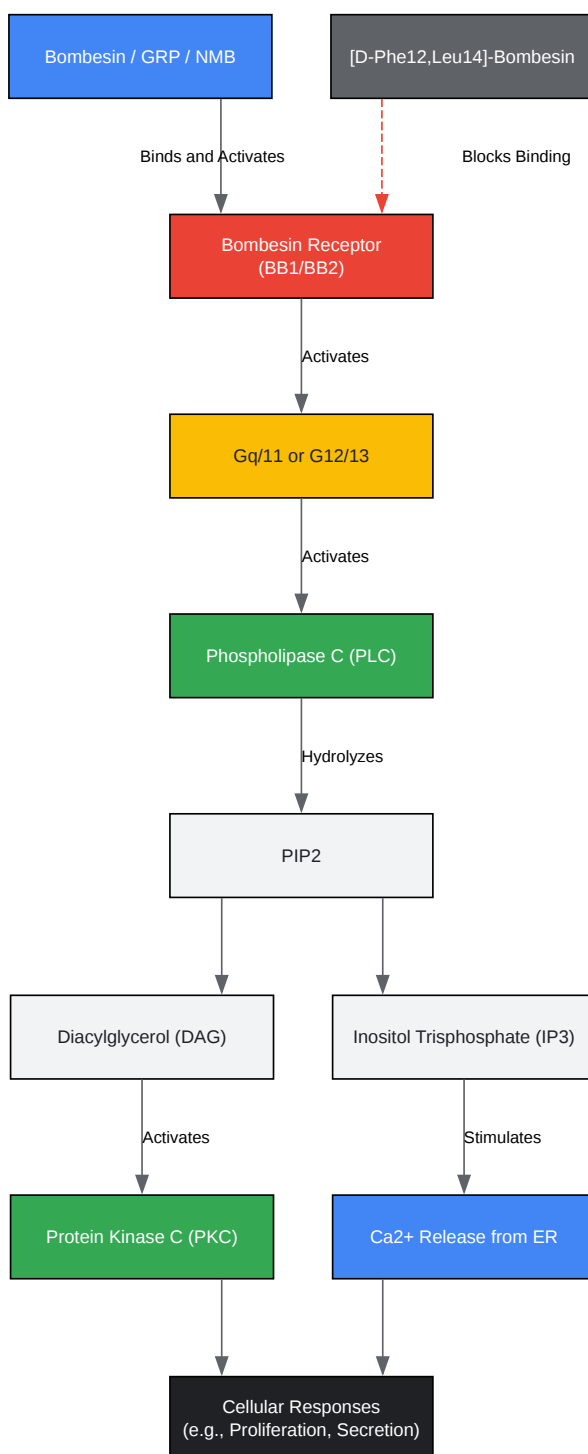 Bombesin / GRP / NMB
[D-Phe12,Leu14]-Bombesin
Binds and Activates
Blocks Binding
Bombesin Receptor
(BB1/BB2)
Activates
Gq/11 or G12/13
Activates
Phospholipase C (PLC)
Hydrolyzes
PIP2
Diacylglycerol (DAG)
Inositol Trisphosphate (IP3)
Activates
Stimulates
Protein Kinase C (PKC)
Ca2+ Release from ER
Cellular Responses
(e.g., Proliferation, Secretion)